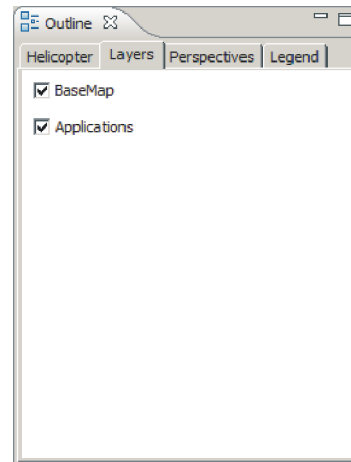 Outline
Helicopter Layers Perspectives Legend
BaseMap
Applications